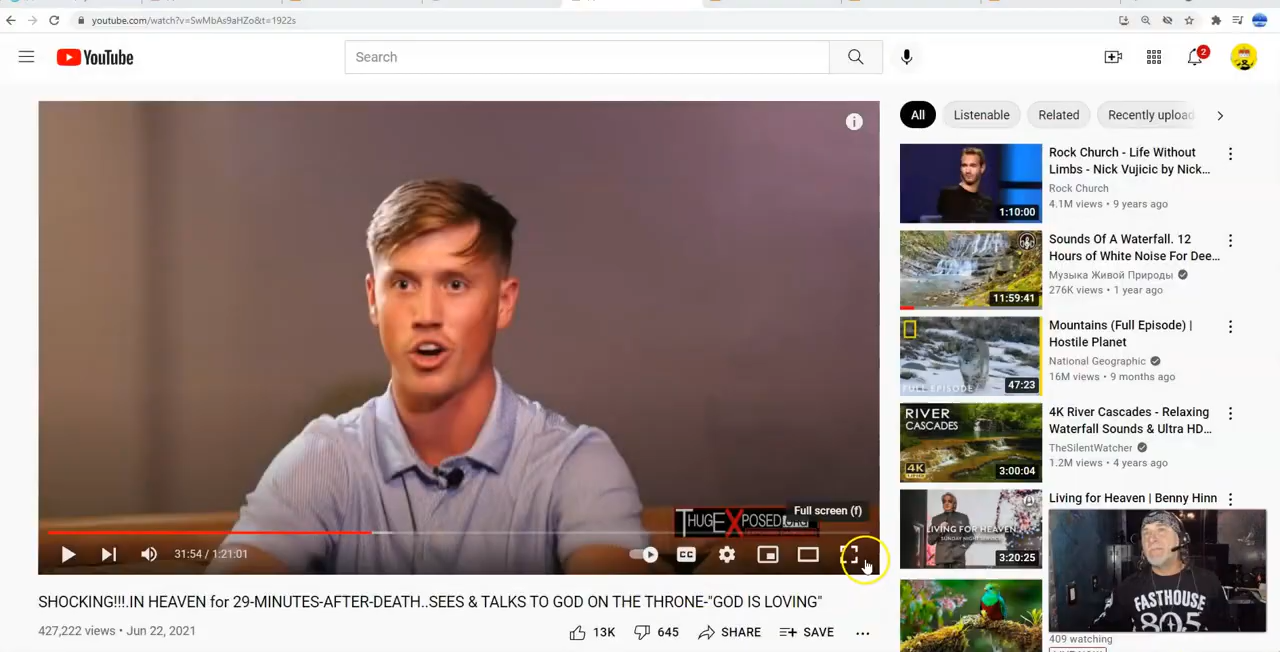 youtube.com/watch?v=SwMbAs9aHZo&t=1922s
YouTube
Search
2
All
Listenable
Related
Recently upload
Rock Church - Life Without
Limbs - Nick Vujicic by Nick...
Rock Church
4.1M views • 9 years ago
1:10:00
Sounds Of A Waterfall. 12
Hours of White Noise For Dee...
Музыка Живой Природы
276K views • 1 year ago
11:59:41
Mountains (Full Episode) |
Hostile Planet
National Geographic
16M views • 9 months ago
FULL EPISODE
47:23
RIVER
CASCADES
4K
3:00:04
4K River Cascades - Relaxing
Waterfall Sounds & Ultra HD...
TheSilentWatcher
1.2M views • 4 years ago
Living for Heaven | Benny Hinn
LIVING FOR HEAVEN
3:20:25
FASTHOUSE
805
409 watching
THUGEXPOSED.ORG
Full screen (f)
31:54 / 1:21:01
CC
SHOCKING!!!.IN HEAVEN for 29-MINUTES-AFTER-DEATH..SEES & TALKS TO GOD ON THE THRONE-"GOD IS LOVING"
427,222 views • Jun 22, 2021
13K
645
SHARE
SAVE